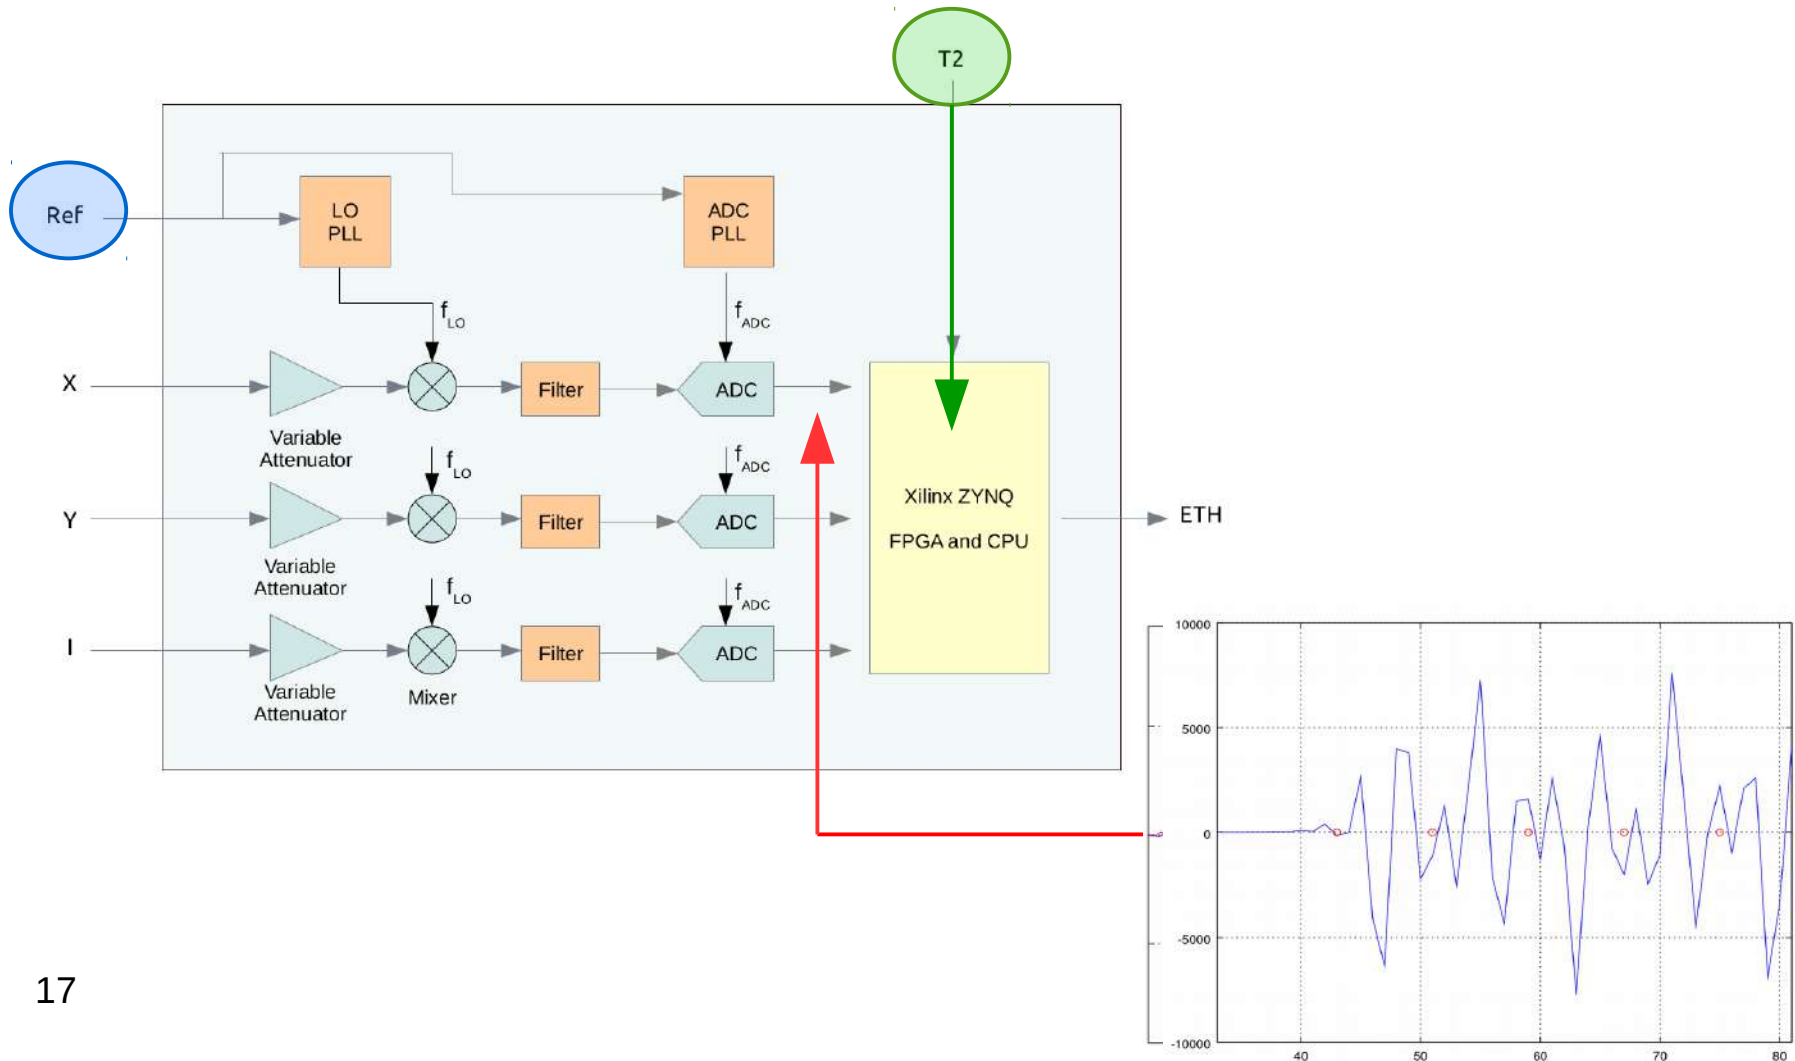 T2
Ref
LO
PLL
ADC
PLL
fLO
fADC
X
Filter
ADC
Variable
Attenuator
fLO
fADC
Y
Filter
ADC
Xilinx ZYNQ
FPGA and CPU
ETH
Variable
Attenuator
fLO
fADC
I
Filter
ADC
Variable
Attenuator
Mixer
10000
5000
0
-5000
-10000
40
50
60
70
80
17